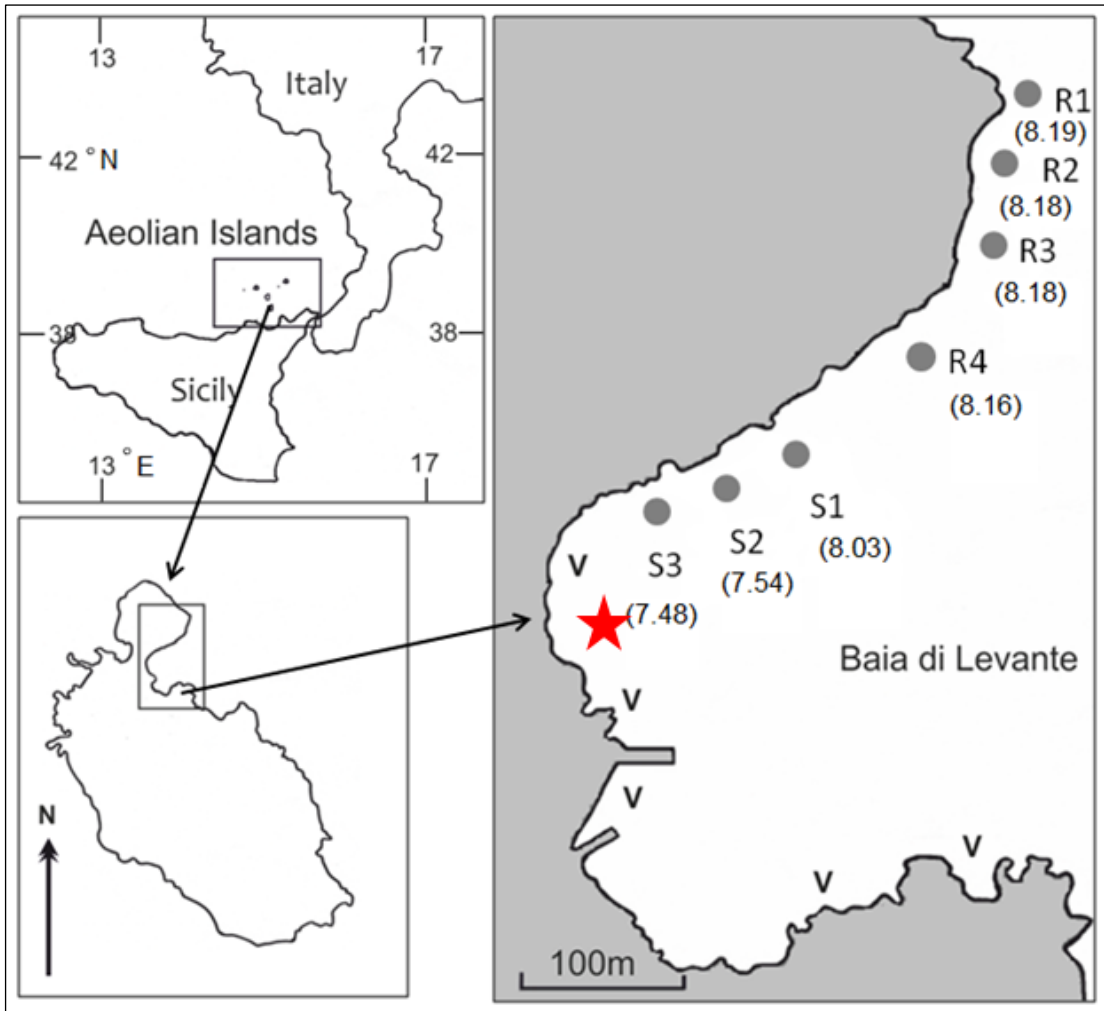 13
17
Italy
42 °N
42
Aeolian Islands
38
38
Sicily
13 °E
17
N
R1
(8.19)
R2
(8.18)
R3
(8.18)
R4
(8.16)
S1
(8.03)
S2
(7.54)
S3
(7.48)
V
Baia di Levante
V
V
V
V
100m